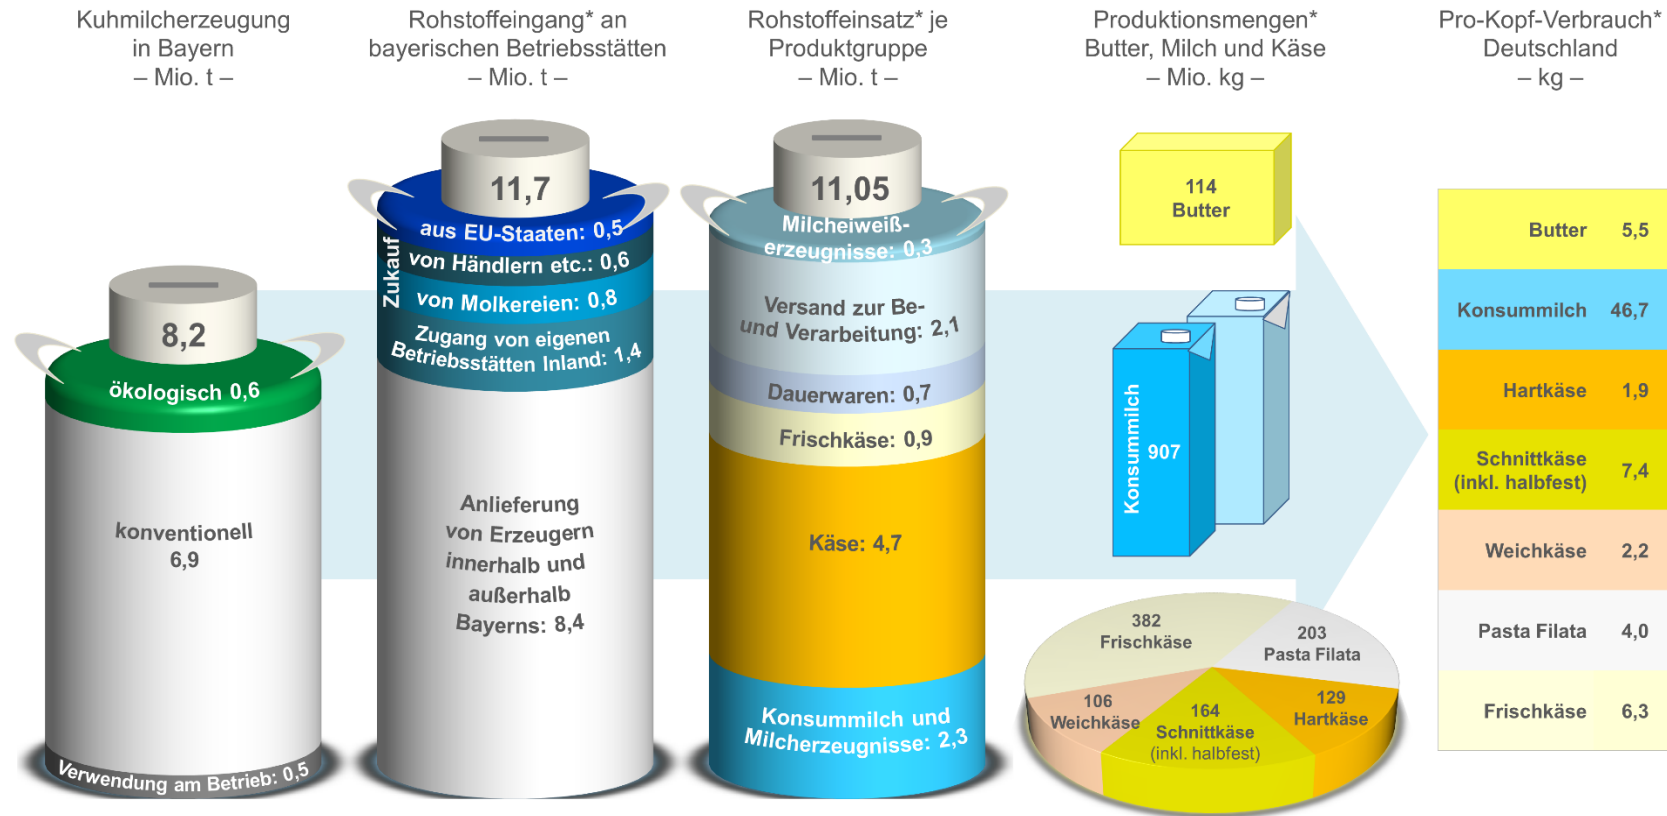 Kuhmilcherzeugung
in Bayern
– Mio. t –
Rohstoffeingang* an
bayerischen Betriebsstätten
– Mio. t –
Rohstoffeinsatz* je
Produktgruppe
– Mio. t –
Produktionsmengen*
Butter, Milch und Käse
– Mio. kg –
Pro-Kopf-Verbrauch*
Deutschland
– kg –
8,2
ökologisch 0,6
konventionell
6,9
Verwendung am Betrieb: 0,5
11,7
Zukauf
aus EU-Staaten: 0,5
von Händlern etc.: 0,6
von Molkereien: 0,8
Zugang von eigenen
Betriebsstätten Inland: 1,4
Anlieferung
von Erzeugern
innerhalb und
außerhalb
Bayerns: 8,4
11,05
Milcheiweiß-
erzeugnisse: 0,3
Versand zur Be-
und Verarbeitung: 2,1
Dauerwaren: 0,7
Frischkäse: 0,9
Käse: 4,7
Konsummilch und
Milcherzeugnisse: 2,3
114
Butter
Konsummilch
907
382
Frischkäse
203
Pasta Filata
106
Weichkäse
164
Schnittkäse
(inkl. halbfest)
129
Hartkäse
Butter 5,5
Konsummilch 46,7
Hartkäse 1,9
Schnittkäse
(inkl. halbfest) 7,4
Weichkäse 2,2
Pasta Filata 4,0
Frischkäse 6,3